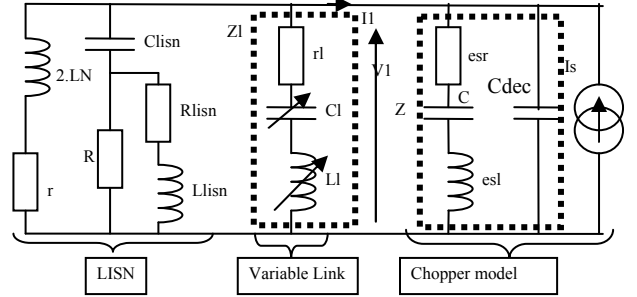 I1
Zl
Clisn
rl
V1
esr
Is
2.LN
Cdec
Rlisn
Cl
C
Z
R
Llisn
Ll
esl
r
LISN
Variable Link
Chopper model